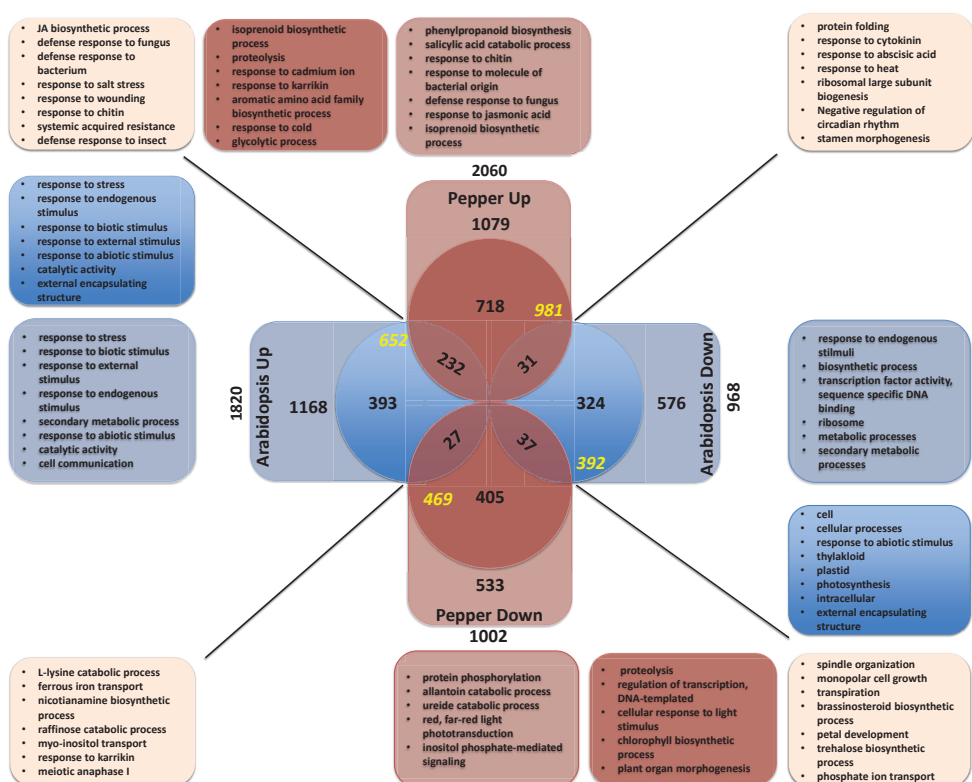 • JA biosynthetic process
• defense response to fungus
• defense response to
bacterium
• response to salt stress
• response to wounding
• response to chitin
• systemic acquired resistance
• defense response to insect
• isoprenoid biosynthetic
process
• proteolysis
• response to cadmium ion
• response to karrikin
• aromatic amino acid family
biosynthetic process
• response to cold
• glycolytic process
• phenylpropanoid biosynthesis
• salicylic acid catabolic process
• response to chitin
• response to molecule of
bacterial origin
• defense response to fungus
• response to jasmonic acid
• isoprenoid biosynthetic
process
• protein folding
• response to cytokinin
• response to abscisic acid
• response to heat
• ribosomal large subunit
biogenesis
• Negative regulation of
circadian rhythm
• stamen morphogenesis
• response to stress
• response to endogenous
stimulus
• response to biotic stimulus
• response to external stimulus
• response to abiotic stimulus
• catalytic activity
• external encapsulating
structure
2060
Pepper Up
1079
718
981
652
232
31
• response to stress
• response to biotic stimulus
• response to external
stimulus
• response to endogenous
stimulus
• secondary metabolic process
• response to abiotic stimulus
• catalytic activity
• cell communication
1820
Arabidopsis Up
1168
393
324
576
Arabidopsis Down
968
27
37
392
469
405
533
Pepper Down
1002
• response to endogenous
stilmuli
• biosynthetic process
• transcription factor activity,
sequence specific DNA
binding
• ribosome
• metabolic processes
• secondary metabolic
processes
• cell
• cellular processes
• response to abiotic stimulus
• thylakloid
• plastid
• photosynthesis
• intracellular
• external encapsulating
structure
• L-lysine catabolic process
• ferrous iron transport
• nicotianamine biosynthetic
process
• raffinose catabolic process
• myo-inositol transport
• response to karrikin
• meiotic anaphase I
• protein phosphorylation
• allantoin catabolic process
• ureide catabolic process
• red, far-red light
phototransduction
• inositol phosphate-mediated
signaling
• proteolysis
• regulation of transcription,
DNA-templated
• cellular response to light
stimulus
• chlorophyll biosynthetic
process
• plant organ morphogenesis
• spindle organization
• monopolar cell growth
• transpiration
• brassinosteroid biosynthetic
process
• petal development
• trehalose biosynthetic
process
• phosphate ion transport